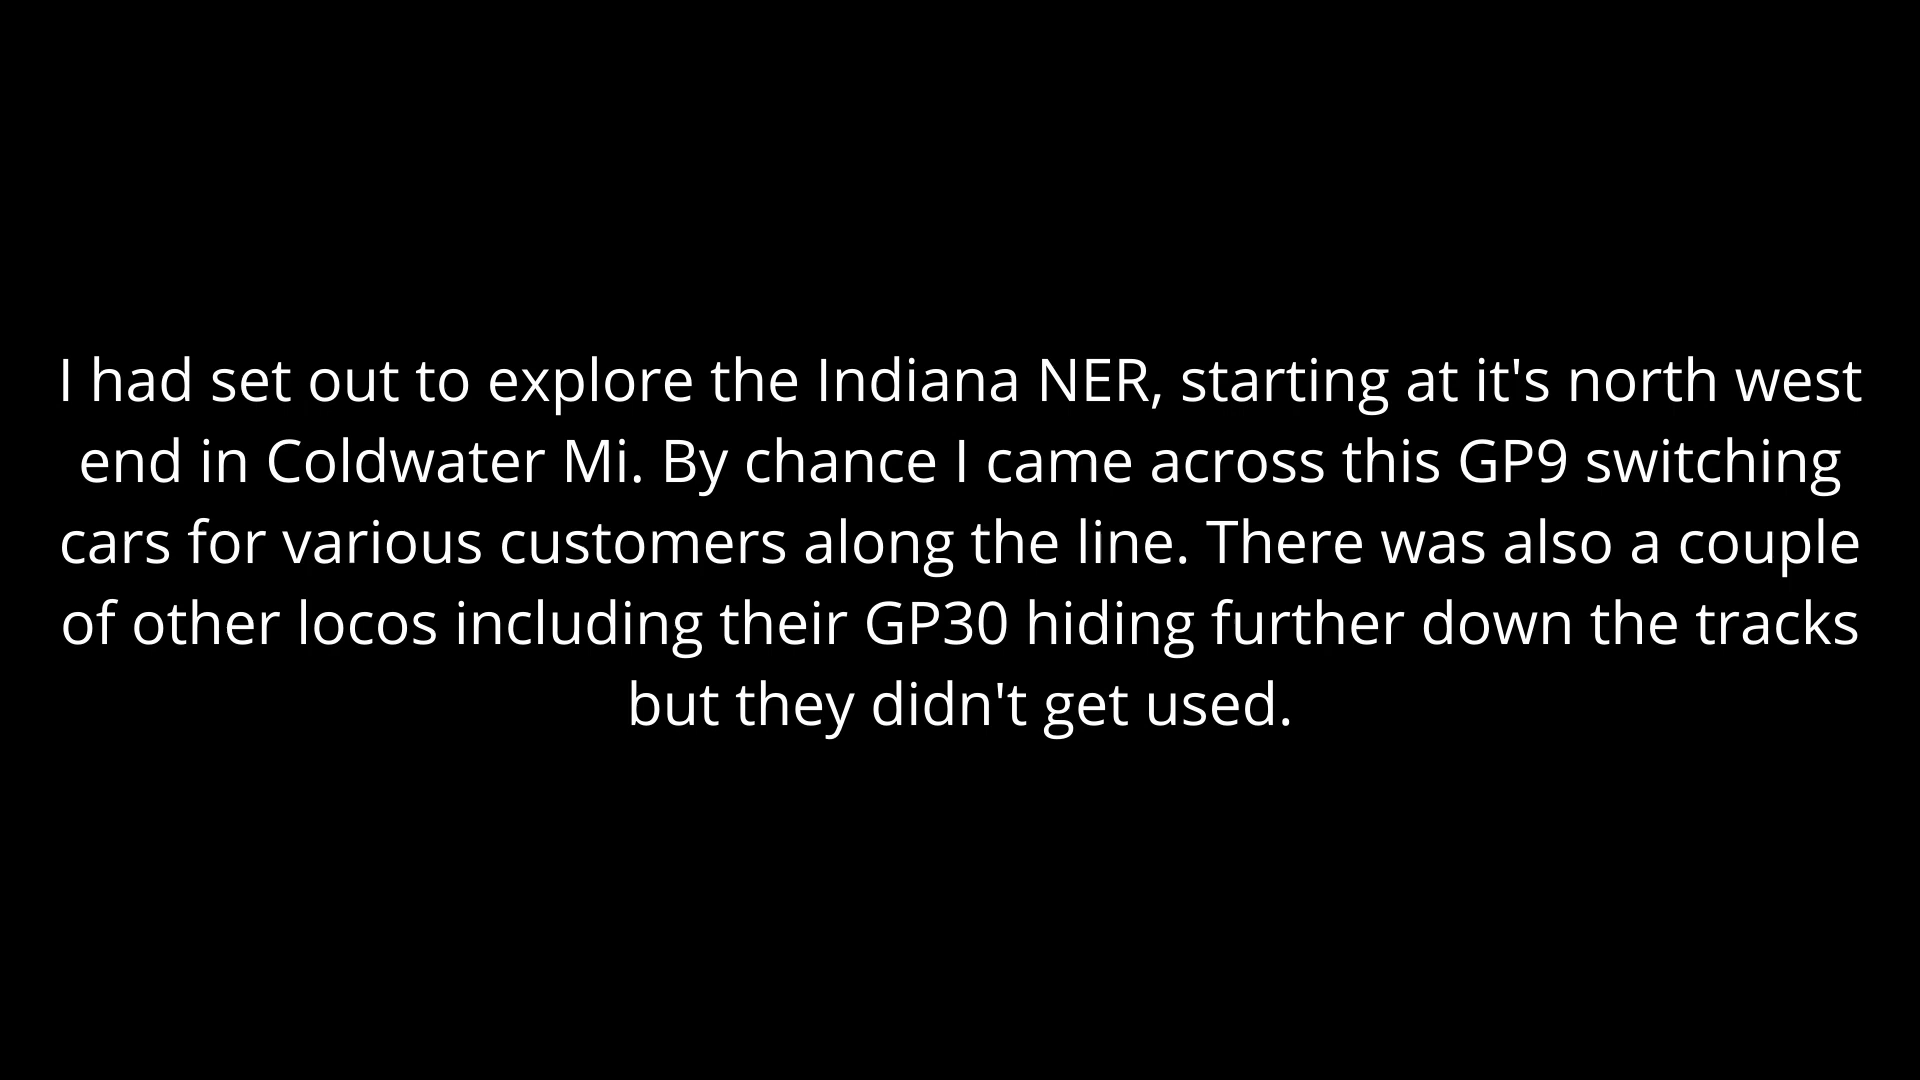 I had set out to explore the Indiana NER, starting at it's north west
end in Coldwater Mi. By chance I came across this GP9 switching
cars for various customers along the line. There was also a couple
of other locos including their GP30 hiding further down the tracks
but they didn't get used.